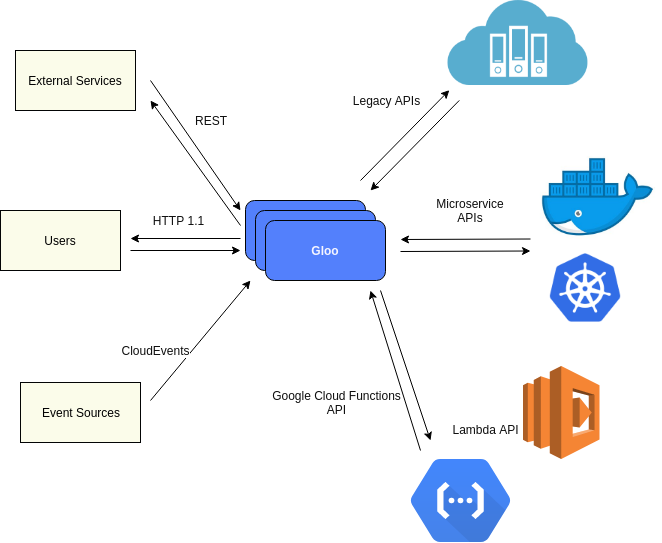 External Services
Legacy APIs
REST
Microservice
APIs
HTTP 1.1
Users
Gloo
CloudEvents
Event Sources
Google Cloud Functions
API
Lambda API